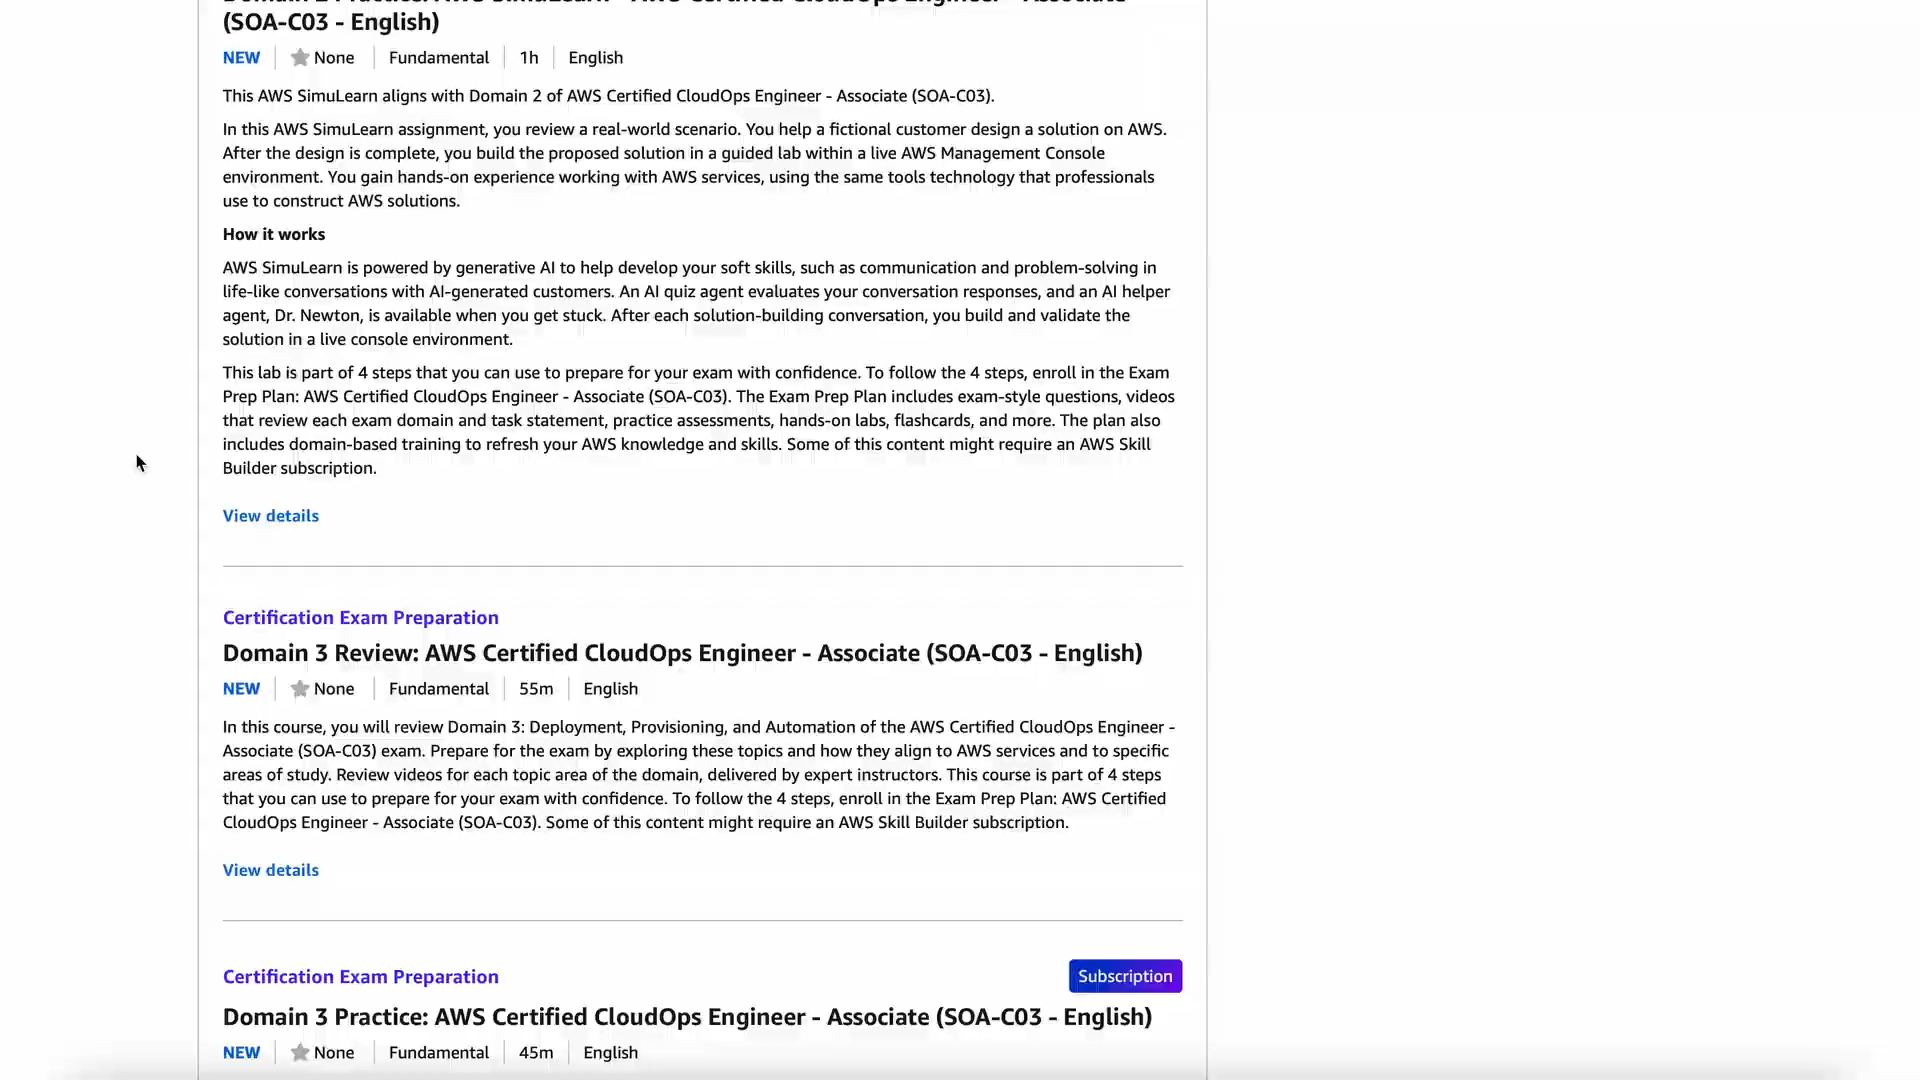 Domain 2 Practice: AWS SimuLearn - AWS Certified CloudOps Engineer - Associate
(SOA-C03 - English)
NEW None Fundamental 1h English
This AWS SimuLearn aligns with Domain 2 of AWS Certified CloudOps Engineer - Associate (SOA-C03).
In this AWS SimuLearn assignment, you review a real-world scenario. You help a fictional customer design a solution on AWS.
After the design is complete, you build the proposed solution in a guided lab within a live AWS Management Console
environment. You gain hands-on experience working with AWS services, using the same tools technology that professionals
use to construct AWS solutions.
How it works
AWS SimuLearn is powered by generative AI to help develop your soft skills, such as communication and problem-solving in
life-like conversations with AI-generated customers. An AI quiz agent evaluates your conversation responses, and an AI helper
agent, Dr. Newton, is available when you get stuck. After each solution-building conversation, you build and validate the
solution in a live console environment.
This lab is part of 4 steps that you can use to prepare for your exam with confidence. To follow the 4 steps, enroll in the Exam
Prep Plan: AWS Certified CloudOps Engineer - Associate (SOA-C03). The Exam Prep Plan includes exam-style questions, videos
that review each exam domain and task statement, practice assessments, hands-on labs, flashcards, and more. The plan also
includes domain-based training to refresh your AWS knowledge and skills. Some of this content might require an AWS Skill
Builder subscription.
View details
Certification Exam Preparation
Domain 3 Review: AWS Certified CloudOps Engineer - Associate (SOA-C03 - English)
NEW None Fundamental 55m English
In this course, you will review Domain 3: Deployment, Provisioning, and Automation of the AWS Certified CloudOps Engineer -
Associate (SOA-C03) exam. Prepare for the exam by exploring these topics and how they align to AWS services and to specific
areas of study. Review videos for each topic area of the domain, delivered by expert instructors. This course is part of 4 steps
that you can use to prepare for your exam with confidence. To follow the 4 steps, enroll in the Exam Prep Plan: AWS Certified
CloudOps Engineer - Associate (SOA-C03). Some of this content might require an AWS Skill Builder subscription.
View details
Certification Exam Preparation Subscription
Domain 3 Practice: AWS Certified CloudOps Engineer - Associate (SOA-C03 - English)
NEW None Fundamental 45m English